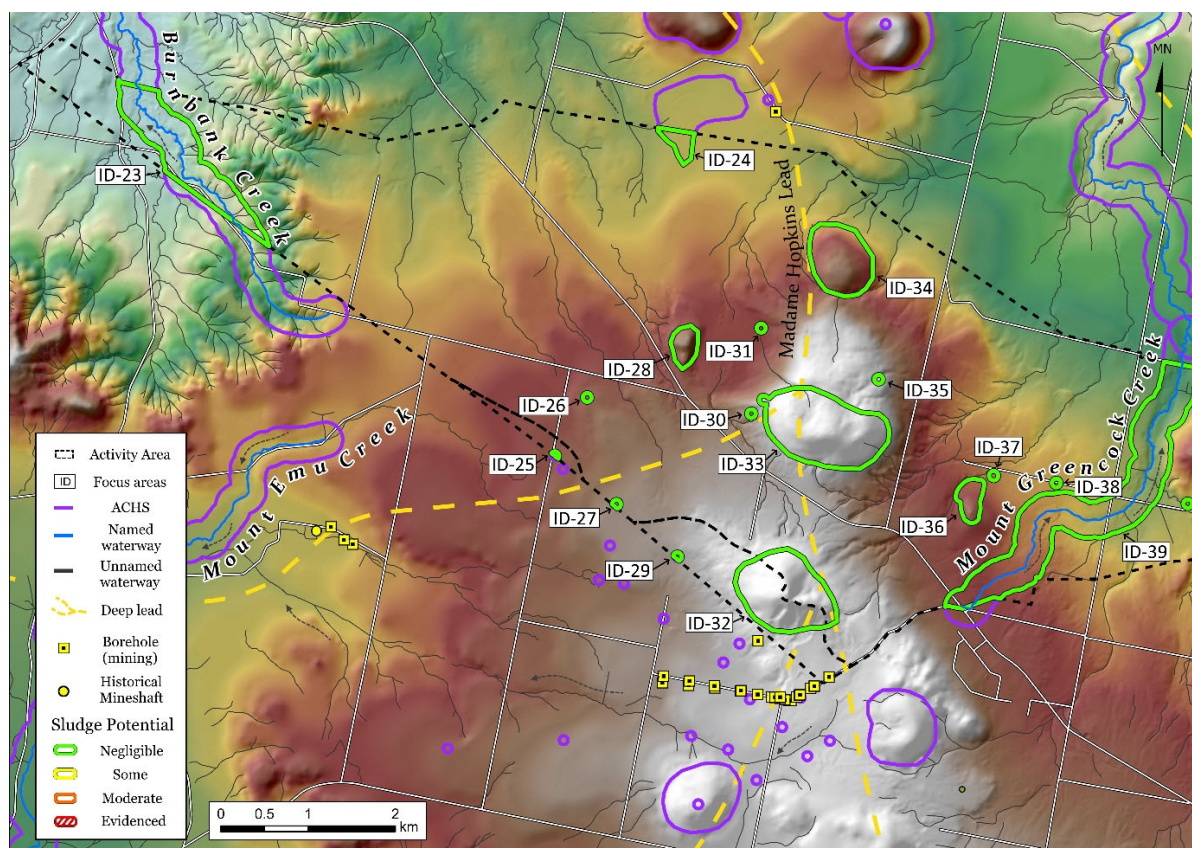 Burnbank Creek
MN
ID-24
ID-23
Madame Hopkins Lead
ID-34
ID-31
ID-28
ID-35
ID-26
ID-30
ID-25
ID-33
ID-37
ID-38
ID-27
ID-36
ID-39
ID-29
ID-32
Mount Emu Creek
Mount Greencock Creek
Activity Area
ID Focus areas
ACHS
Named
waterway
Unnamed
waterway
Deep lead
Borehole
(mining)
Historical
Mineshaft
Sludge Potential
Negligible
Some
Moderate
Evidenced
0 0.5 1 2
km